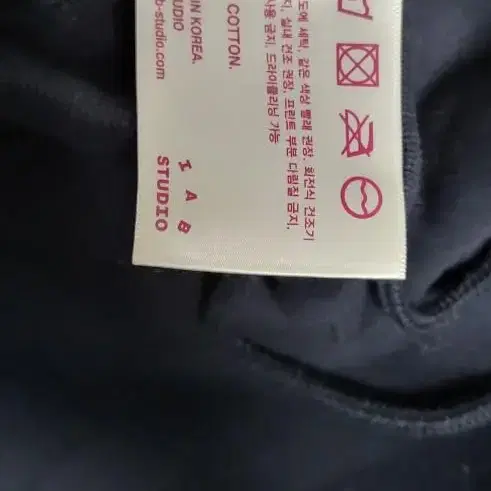 도에 세탁, 같은 색상 빨래 권장. 회전식 건조기
지, 실내 건조 권장, 프린트 부분 다림질 금지.
사용 금지. 드라이클리닝 가능
COTTON.
IN KOREA.
UDIO
b-studio.com
I A B
STUDIO